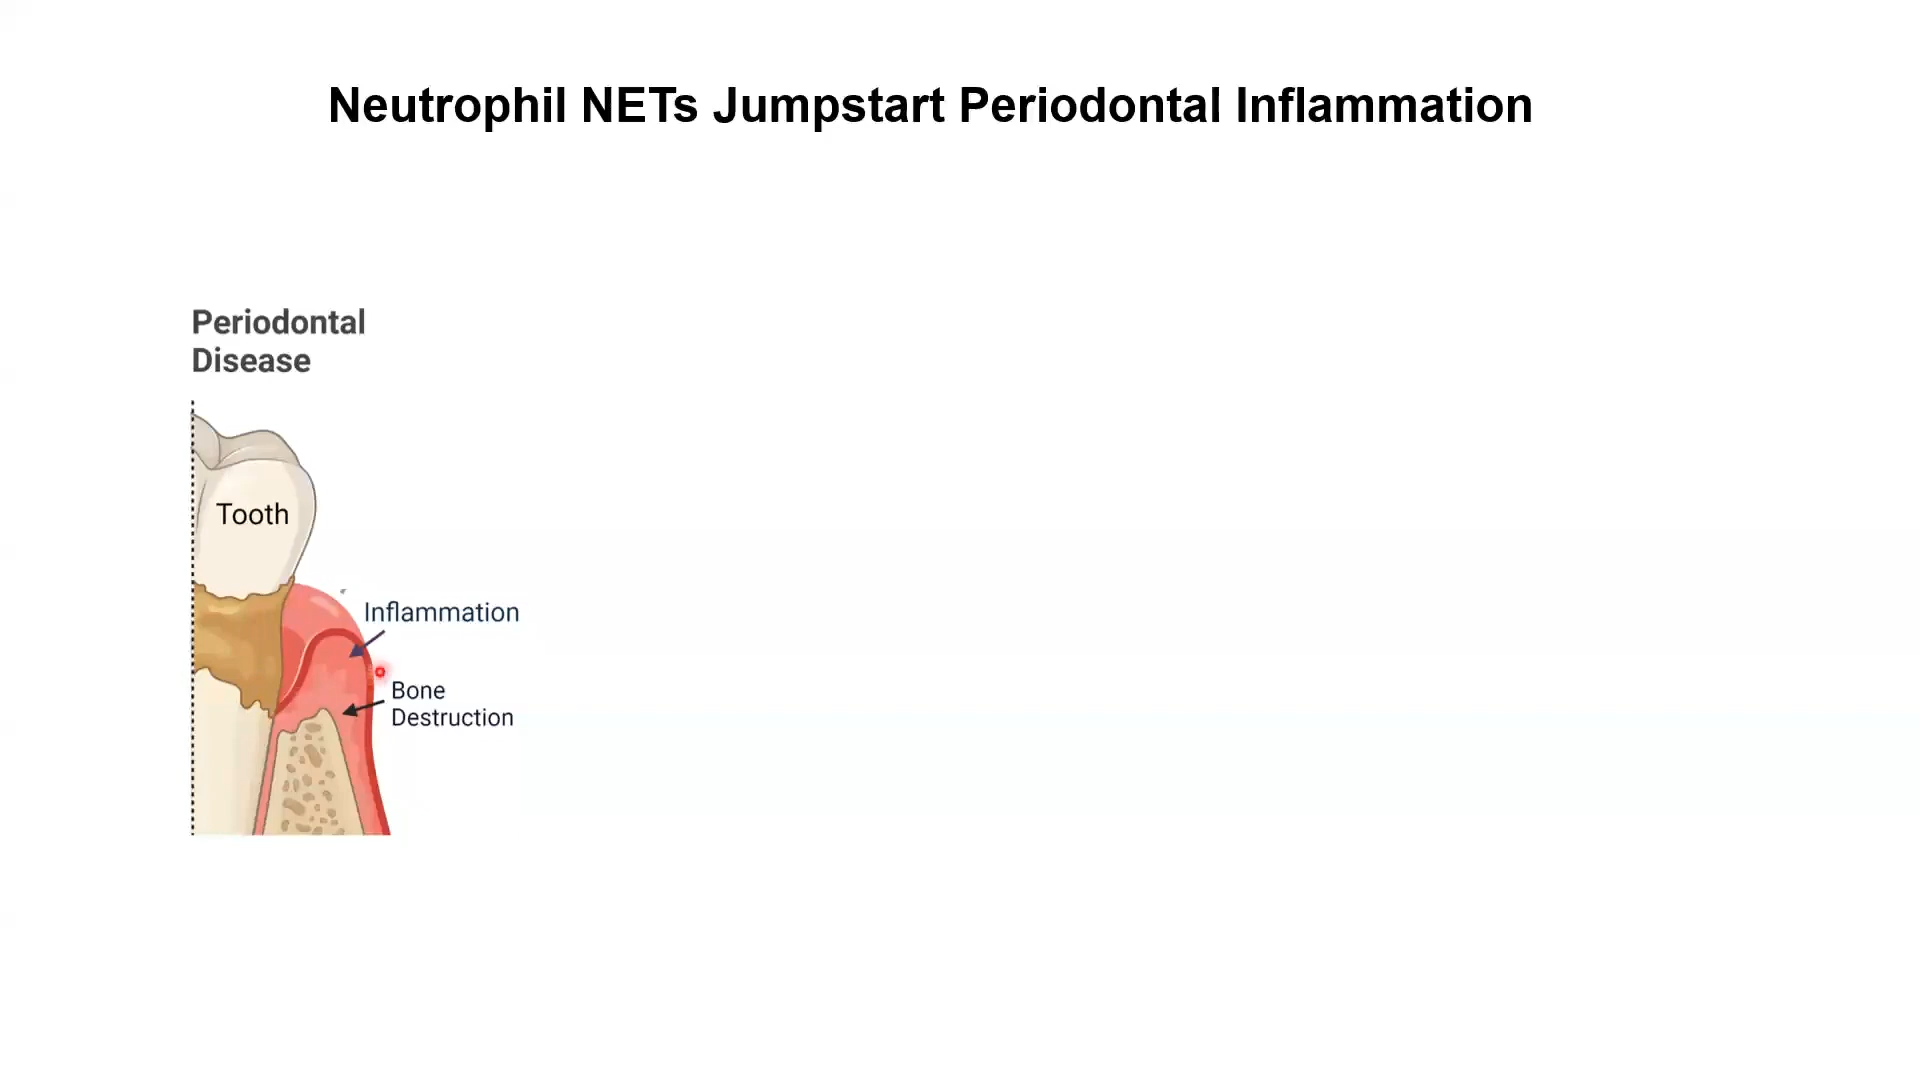 Neutrophil NETs Jumpstart Periodontal Inflammation
Periodontal
Disease
Tooth
Inflammation
Bone
Destruction